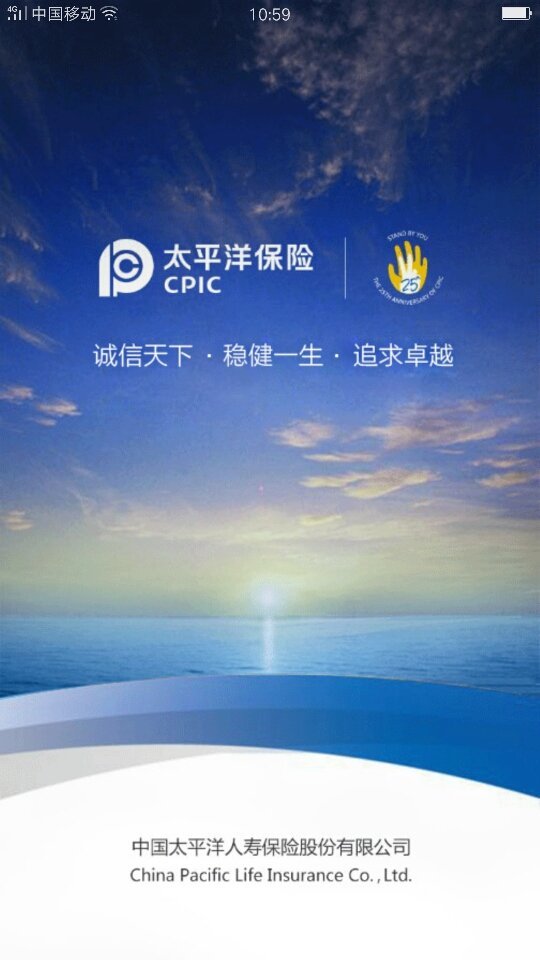 4G 中国移动 10:59
太平洋保险
CPIC
STAND BY YOU
25
THE 25TH ANNIVERSARY OF CPIC
诚信天下 · 稳健一生 · 追求卓越
中国太平洋人寿保险股份有限公司
China Pacific Life Insurance Co.,Ltd.